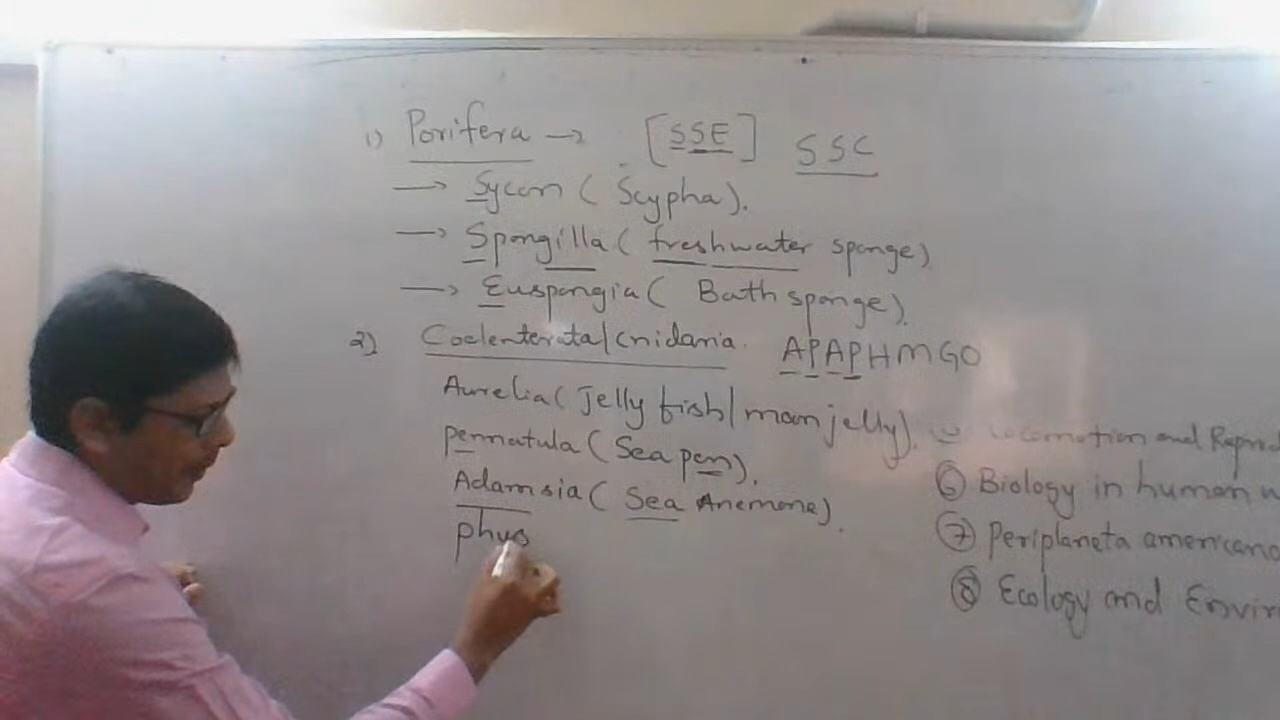 1) Porifera → [SSE] SSC
→ Sycon (Scypha).
→ Spongilla (freshwater sponge)
→ Euspongia (Bath sponge).
2) Coelenterata/cnidaria. APAPHMGO
Aurelia (Jelly fish/moon jelly).
pennatula (Sea pen).
Adamsia (Sea Anemone).
phys
Locomotion and Reprod
⑥ Biology in human w
⑦ Periplaneta americana
⑧ Ecology and Envir